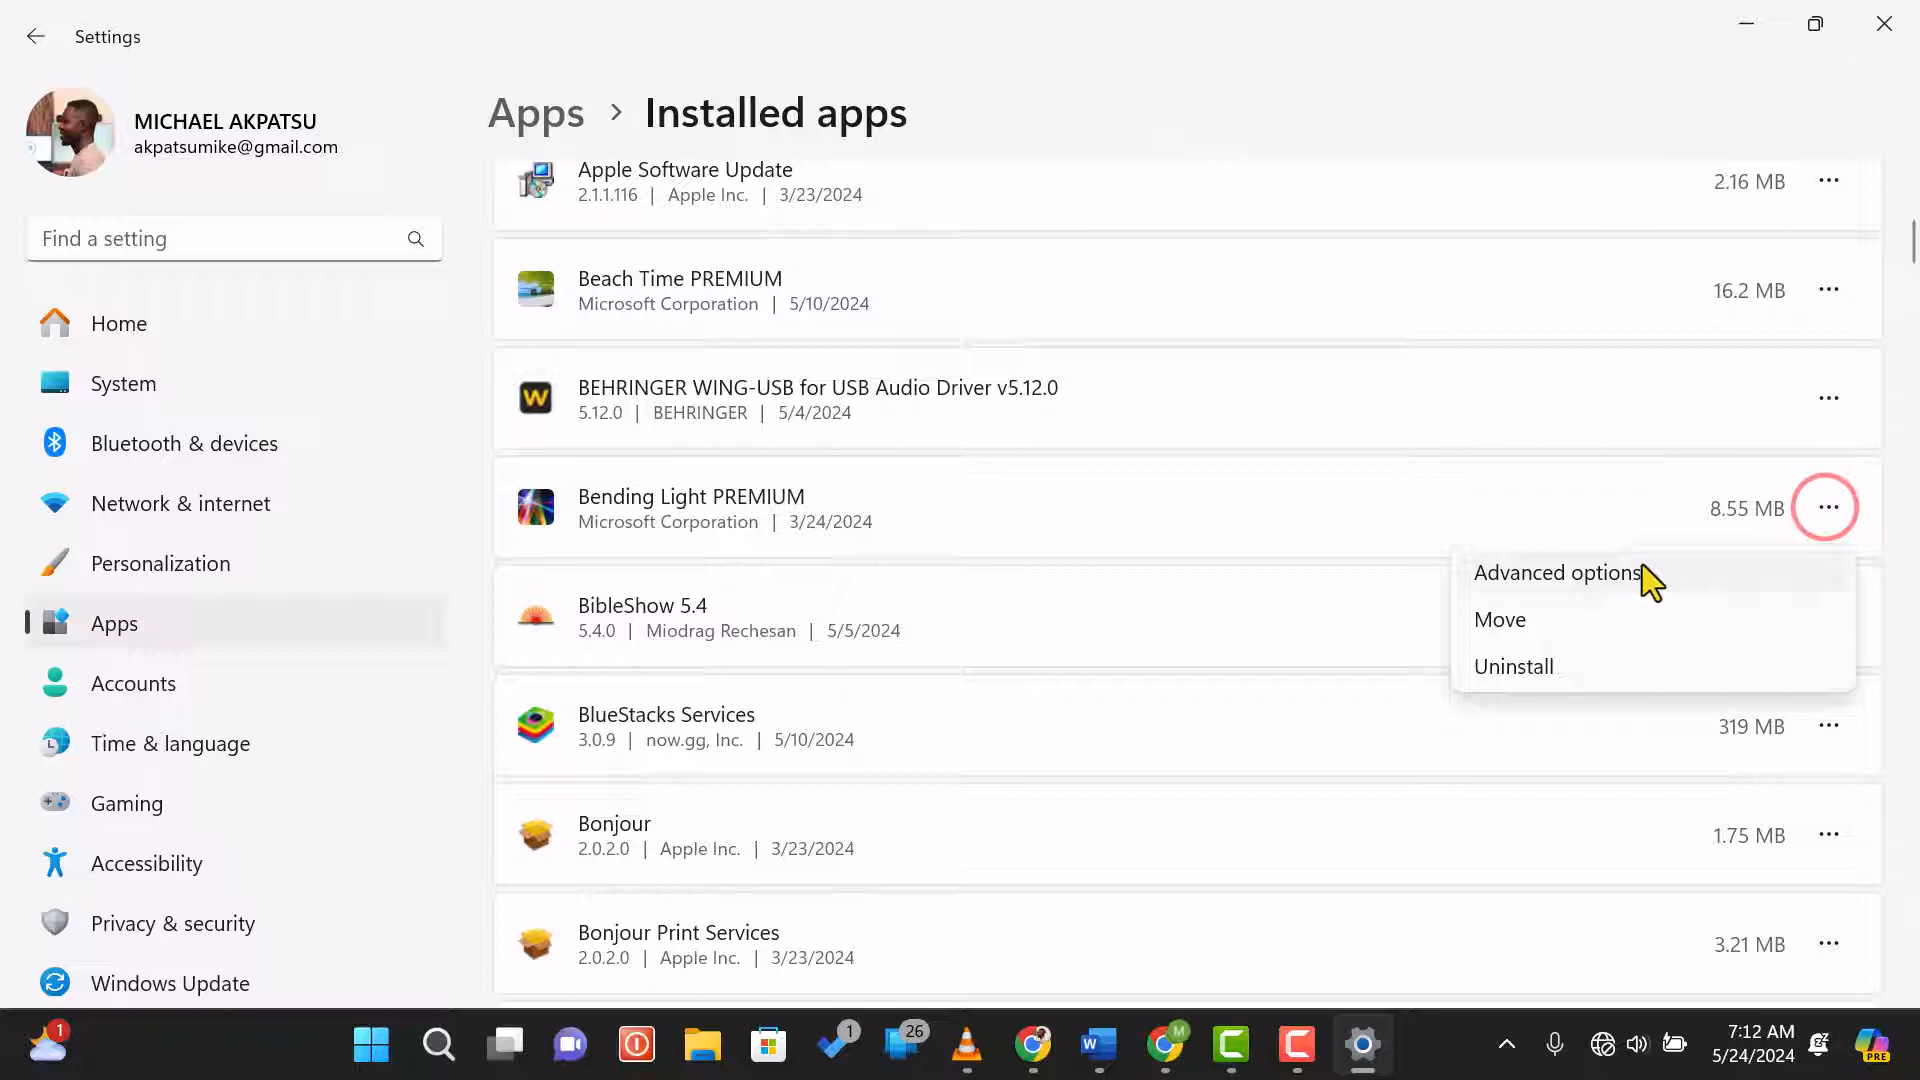 Settings
MICHAEL AKPATSU
akpatsumike@gmail.com
Find a setting
Home
System
Bluetooth & devices
Network & internet
Personalization
Apps
Accounts
Time & language
Gaming
Accessibility
Privacy & security
Windows Update
Apps > Installed apps
Apple Software Update
2.1.1.116 | Apple Inc. | 3/23/2024
2.16 MB
Beach Time PREMIUM
Microsoft Corporation | 5/10/2024
16.2 MB
BEHRINGER WING-USB for USB Audio Driver v5.12.0
5.12.0 | BEHRINGER | 5/4/2024
Bending Light PREMIUM
Microsoft Corporation | 3/24/2024
8.55 MB
Advanced options
Move
Uninstall
BibleShow 5.4
5.4.0 | Miodrag Rechesan | 5/5/2024
BlueStacks Services
3.0.9 | now.gg, Inc. | 5/10/2024
319 MB
Bonjour
2.0.2.0 | Apple Inc. | 3/23/2024
1.75 MB
Bonjour Print Services
2.0.2.0 | Apple Inc. | 3/23/2024
3.21 MB
1
1
26
W
M
7:12 AM
5/24/2024
PRE